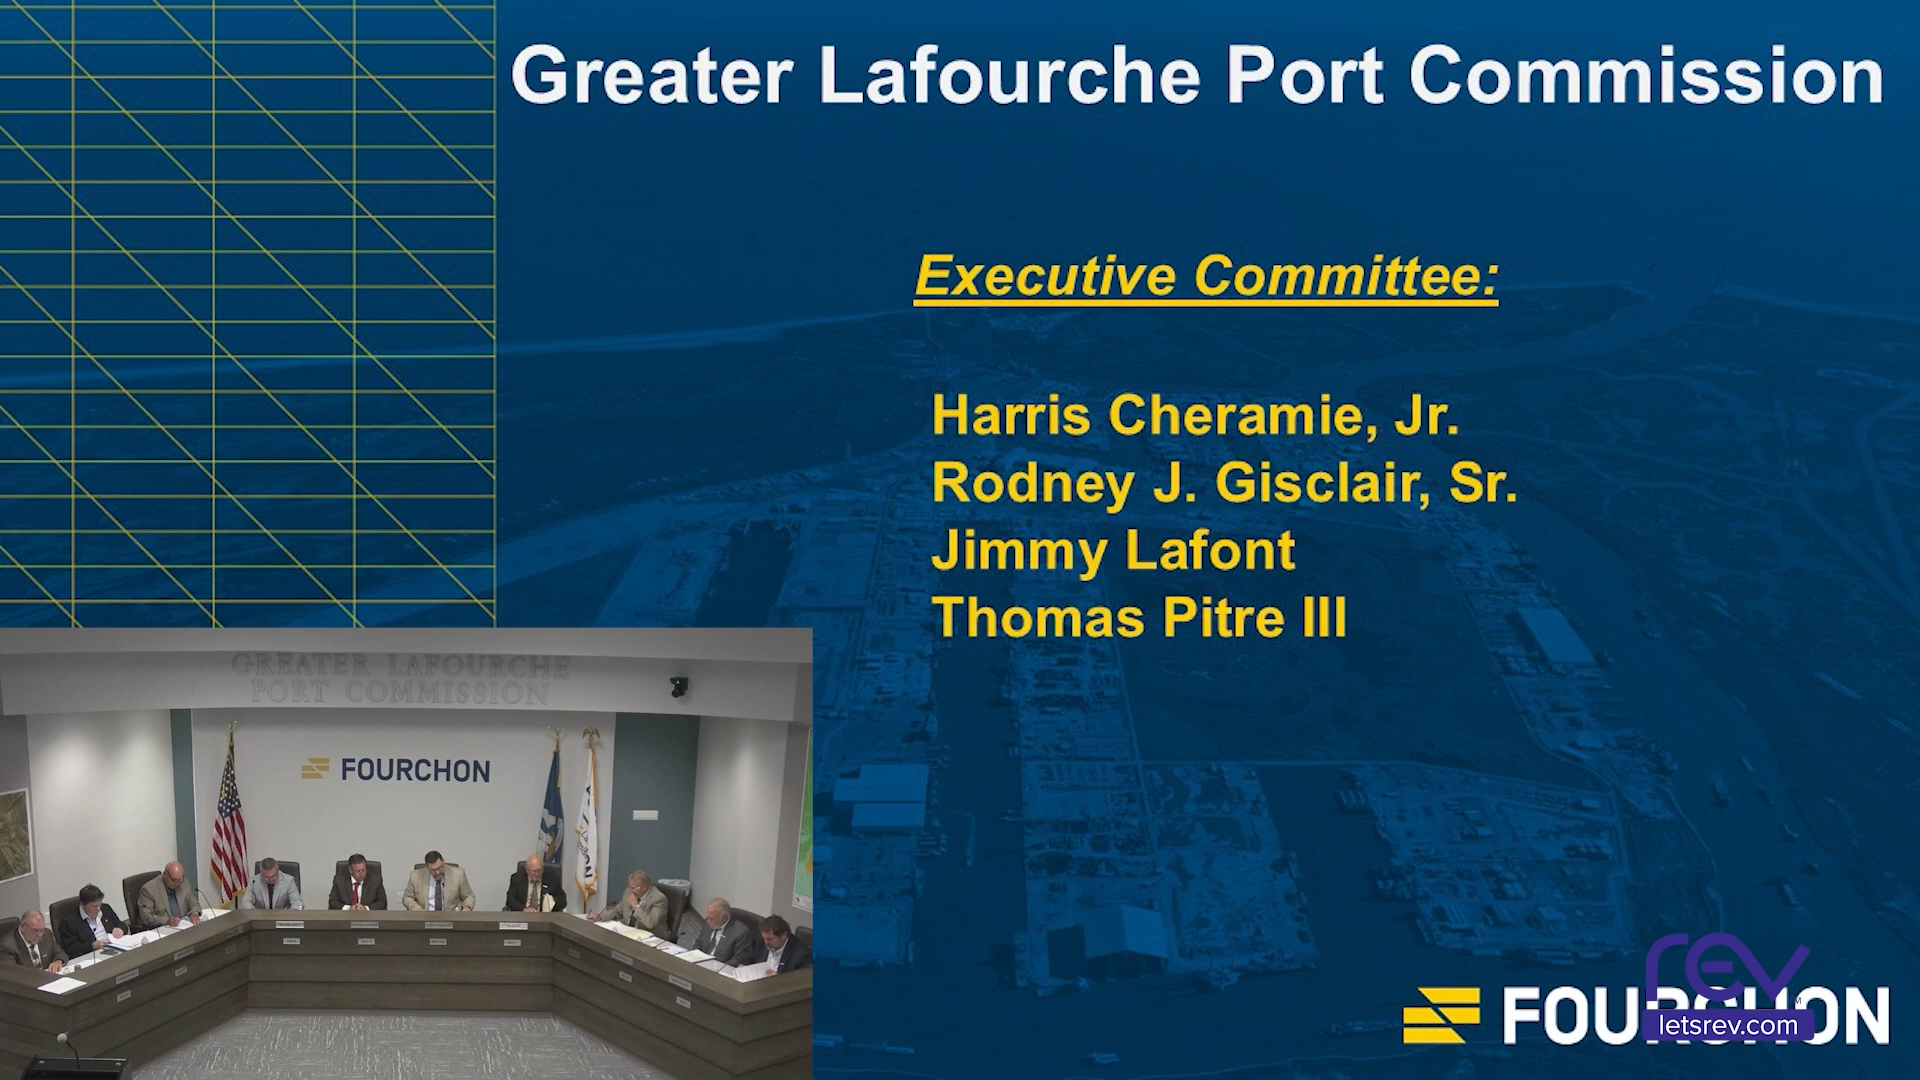 Greater Lafourche Port Commission
Executive Committee:
Harris Cheramie, Jr.
Rodney J. Gisclair, Sr.
Jimmy Lafont
Thomas Pitre III
GREATER LAFOURCHE
PORT COMMISSION
FOURCHON
rev
FOURCHON
letsrev.com